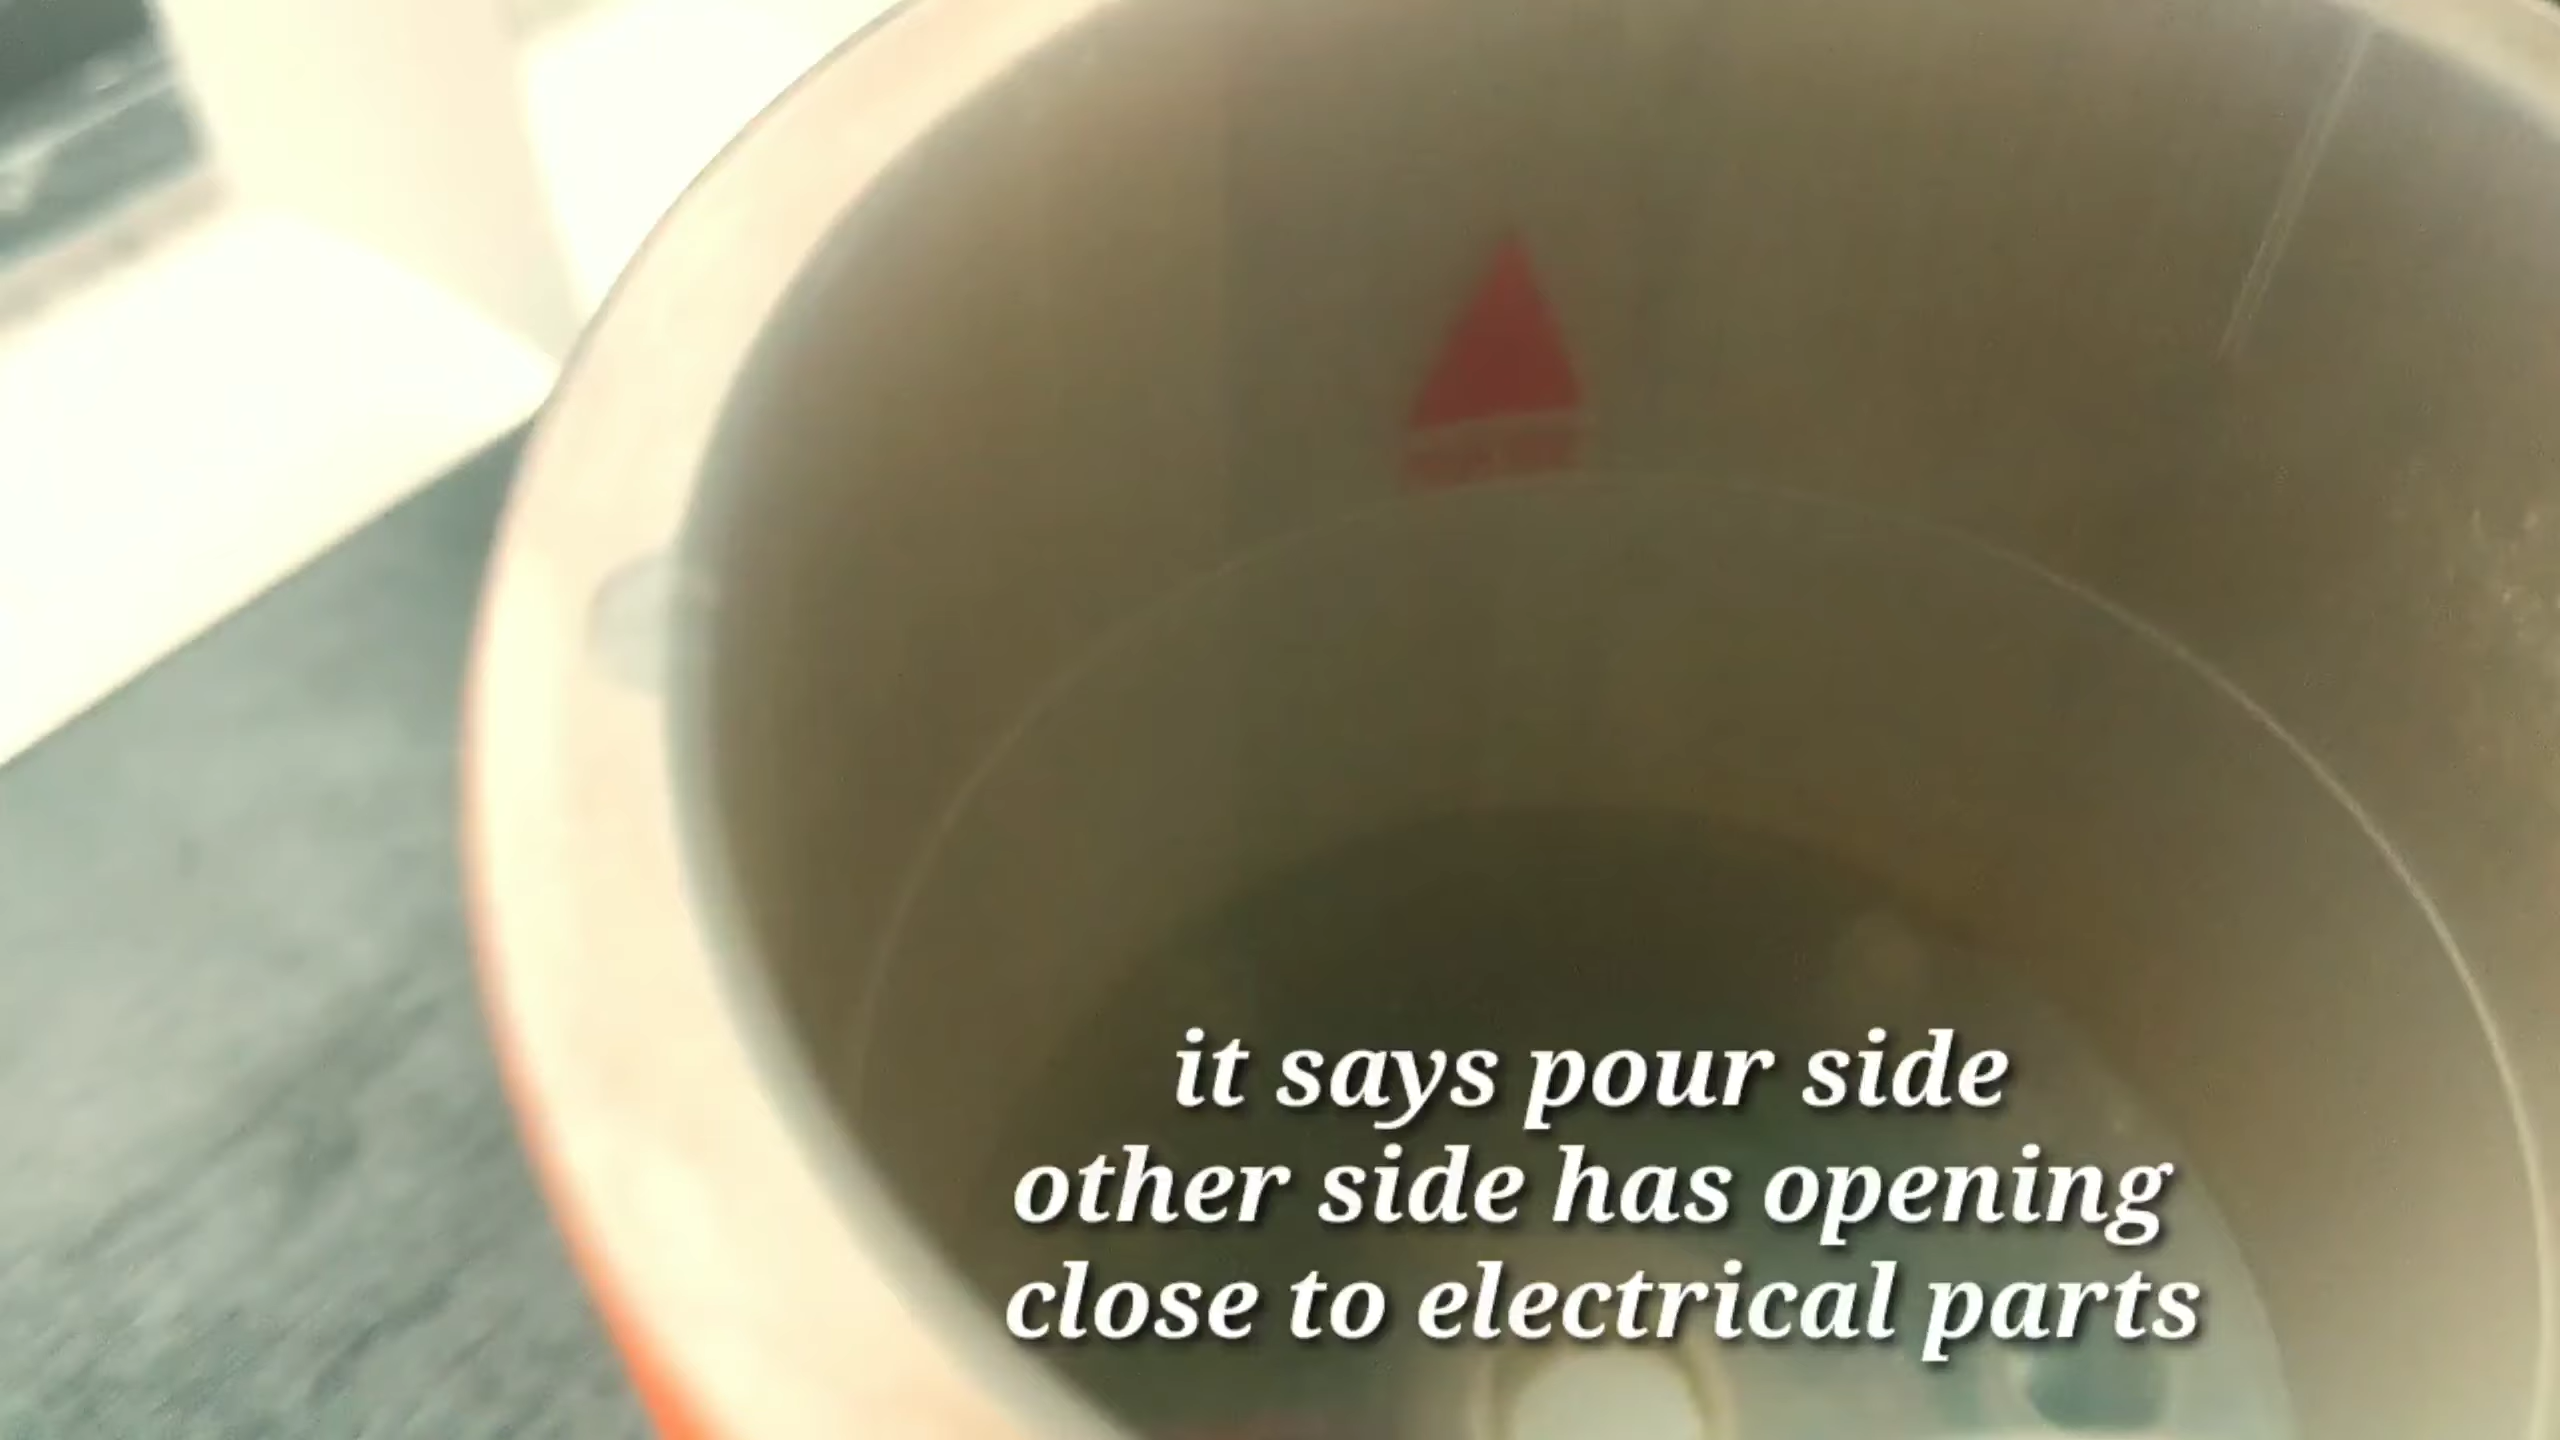 it says pour side
other side has opening
close to electrical parts